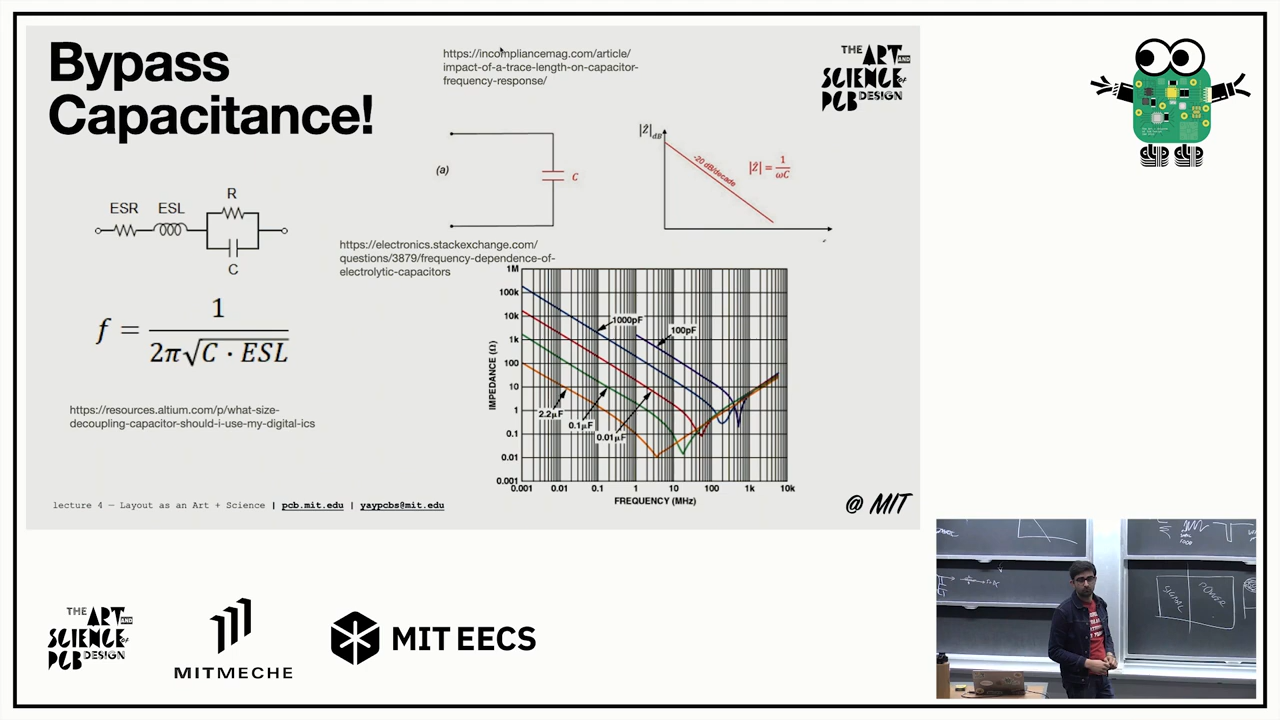 Bypass
Capacitance!
https://incompliancemag.com/article/
impact-of-a-trace-length-on-capacitor-
frequency-response/
THE ART AND
SCIENCE of
PCB DESIGN
(a)
C
|Ẑ|dB
-20 dB/decade
|Ẑ| = 1/ωC
ESR
ESL
R
C
f = 1/2π√C · ESL
https://electronics.stackexchange.com/
questions/3879/frequency-dependence-of-
electrolytic-capacitors
1M
100k
10k
1k
100
10
1
0.1
0.01
0.001
IMPEDANCE (Ω)
1000pF
100pF
2.2µF
0.1µF
0.01µF
0.001 0.01 0.1 1 10 100 1k 10k
FREQUENCY (MHz)
https://resources.altium.com/p/what-size-
decoupling-capacitor-should-i-use-my-digital-ics
lecture 4 — Layout as an Art + Science | pcb.mit.edu | yaypcbs@mit.edu
@ MIT
SIGNAL
POWER
THE ART AND
SCIENCE of
PCB DESIGN
MITMECHE
MIT EECS